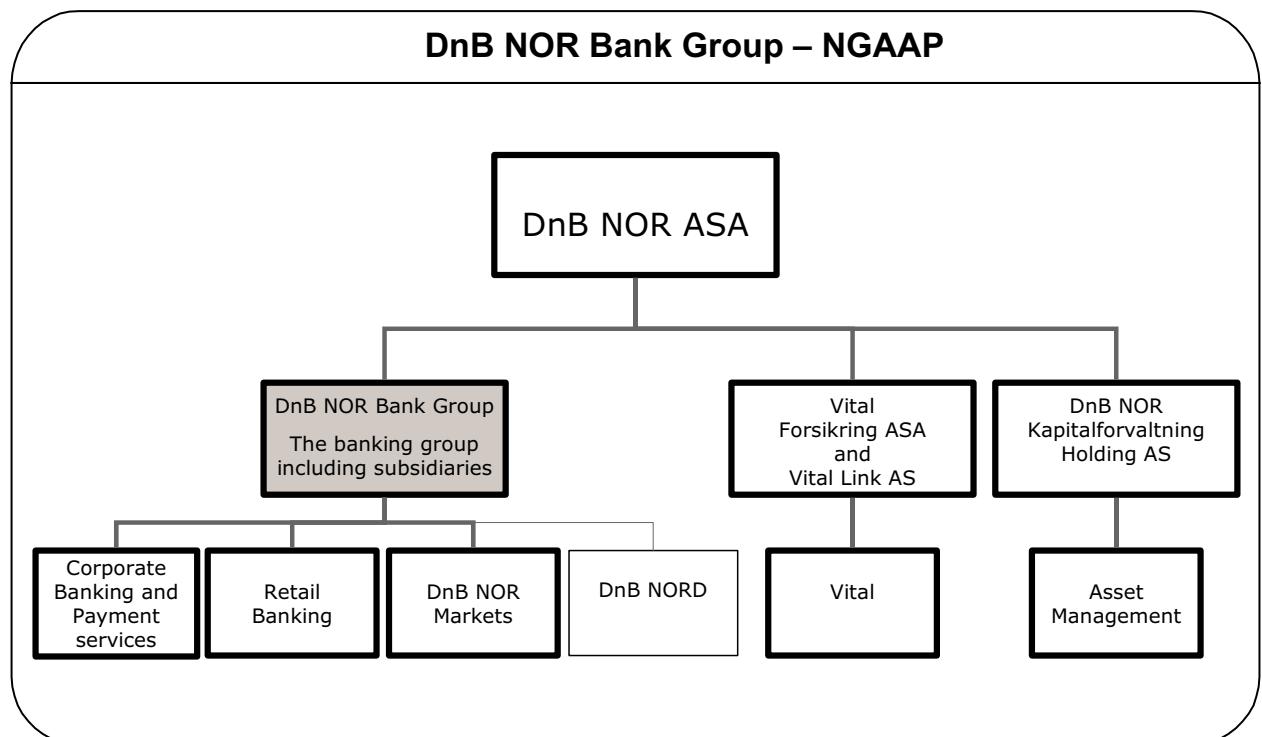 DnB NOR Bank Group – NGAAP
DnB NOR ASA
DnB NOR Bank Group
The banking group
including subsidiaries
Vital
Forsikring ASA
and
Vital Link AS
DnB NOR
Kapitalforvaltning
Holding AS
Corporate
Banking and
Payment
services
Retail
Banking
DnB NOR
Markets
DnB NORD
Vital
Asset
Management